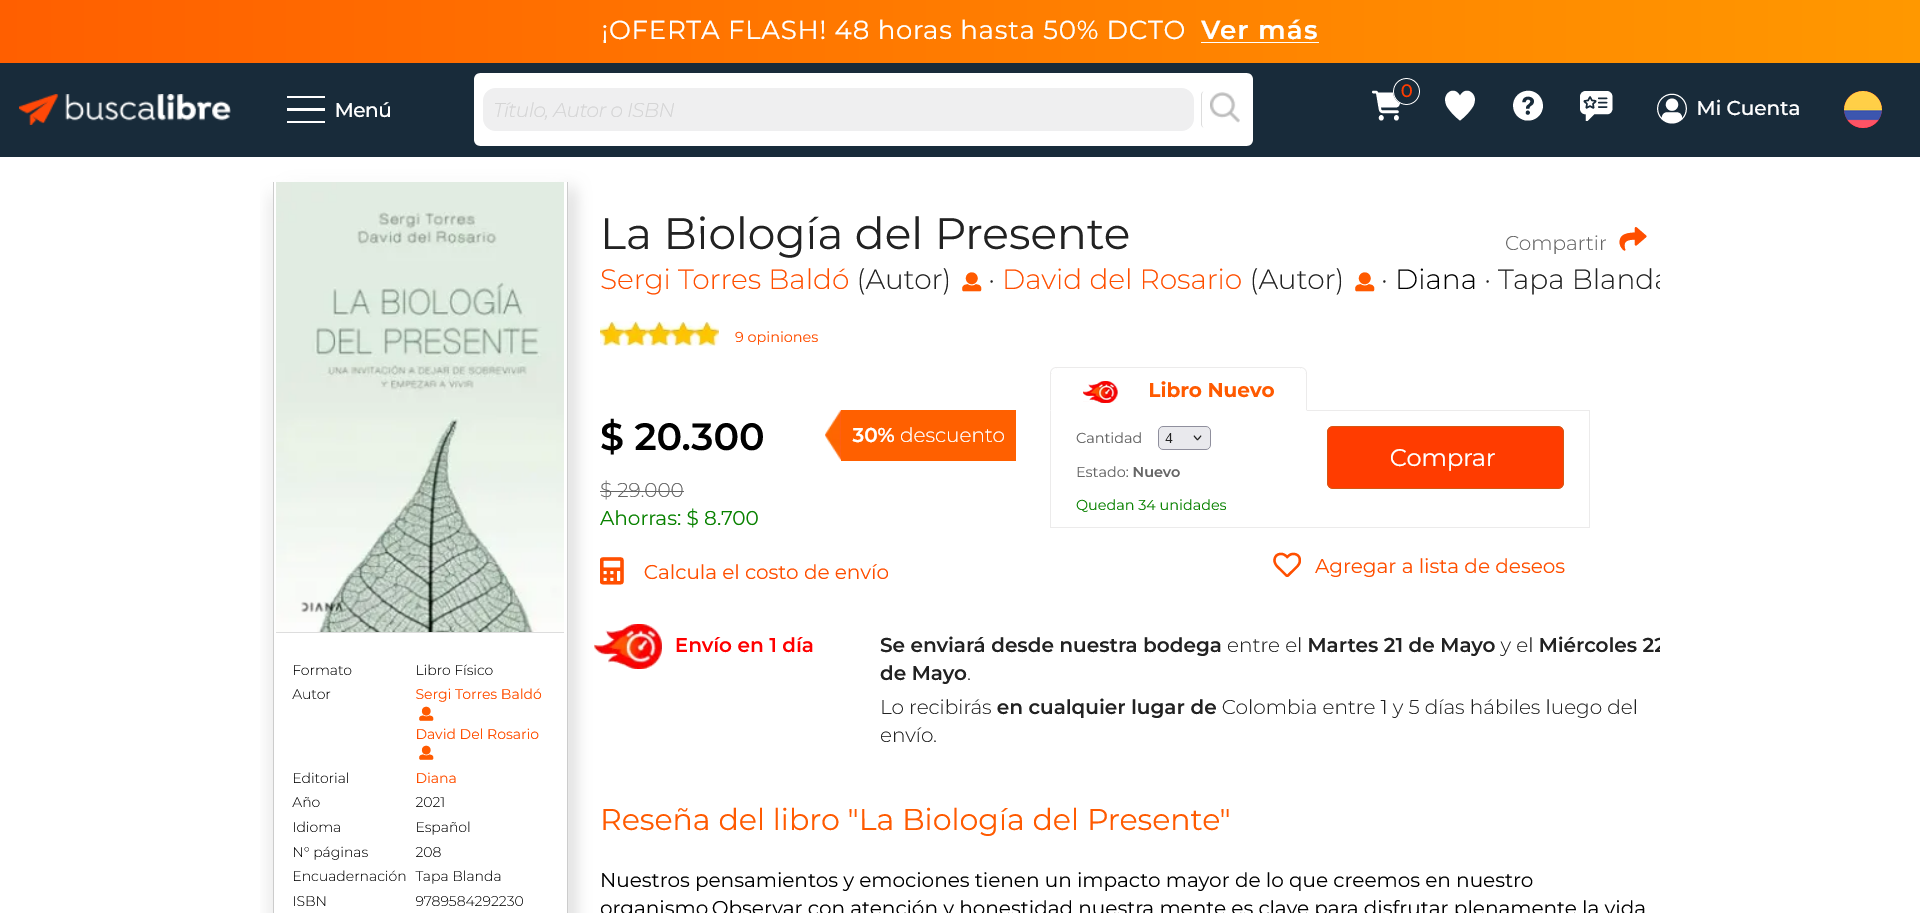 ¡OFERTA FLASH! 48 horas hasta 50% DCTO Ver más
buscalibre
Menú
Título, Autor o ISBN
0
Mi Cuenta
Sergi Torres
David del Rosario
LA BIOLOGÍA
DEL PRESENTE
UNA INVITACIÓN A DEJAR DE SOBREVIVIR
Y EMPEZAR A VIVIR
DIANA
Formato Libro Físico
Autor Sergi Torres Baldó
David Del Rosario
Editorial Diana
Año 2021
Idioma Español
N° páginas 208
Encuadernación Tapa Blanda
ISBN 9789584292230
La Biología del Presente
Compartir
Sergi Torres Baldó (Autor) · David del Rosario (Autor) · Diana · Tapa Blanda
9 opiniones
$ 20.300
30% descuento
$ 29.000
Ahorras: $ 8.700
Calcula el costo de envío
Libro Nuevo
Cantidad 4
Estado: Nuevo
Quedan 34 unidades
Comprar
Agregar a lista de deseos
Envío en 1 día
Se enviará desde nuestra bodega entre el Martes 21 de Mayo y el Miércoles 22
de Mayo.
Lo recibirás en cualquier lugar de Colombia entre 1 y 5 días hábiles luego del
envío.
Reseña del libro "La Biología del Presente"
Nuestros pensamientos y emociones tienen un impacto mayor de lo que creemos en nuestro
organismo.Observar con atención y honestidad nuestra mente es clave para disfrutar plenamente la vida